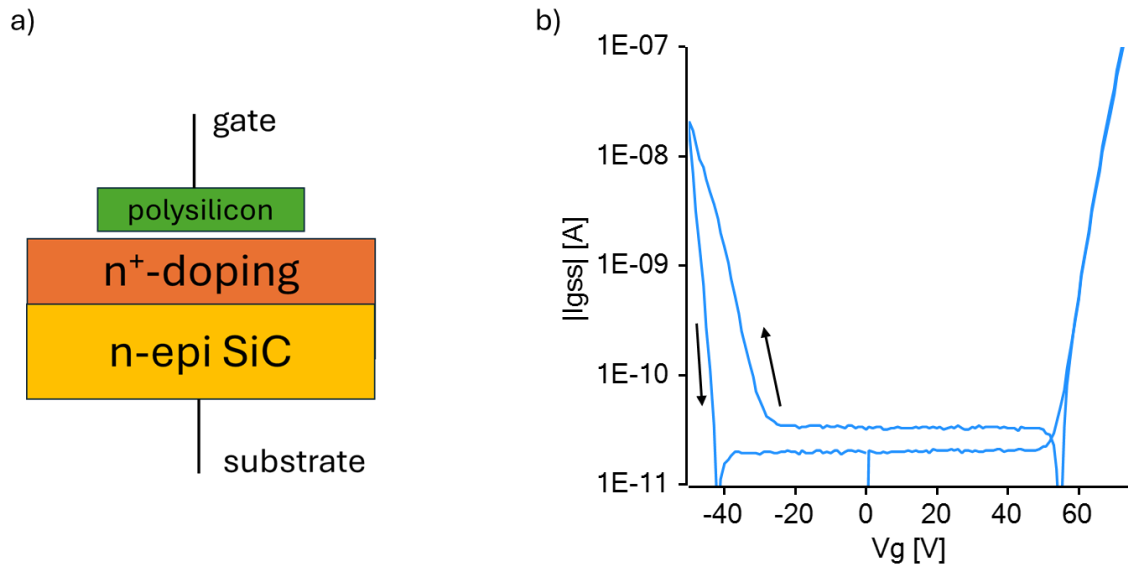 a)
gate
polysilicon
n⁺-doping
n-epi SiC
substrate
b)
1E-07
1E-08
1E-09
1E-10
1E-11
|Igss| [A]
-40 -20 0 20 40 60
Vg [V]